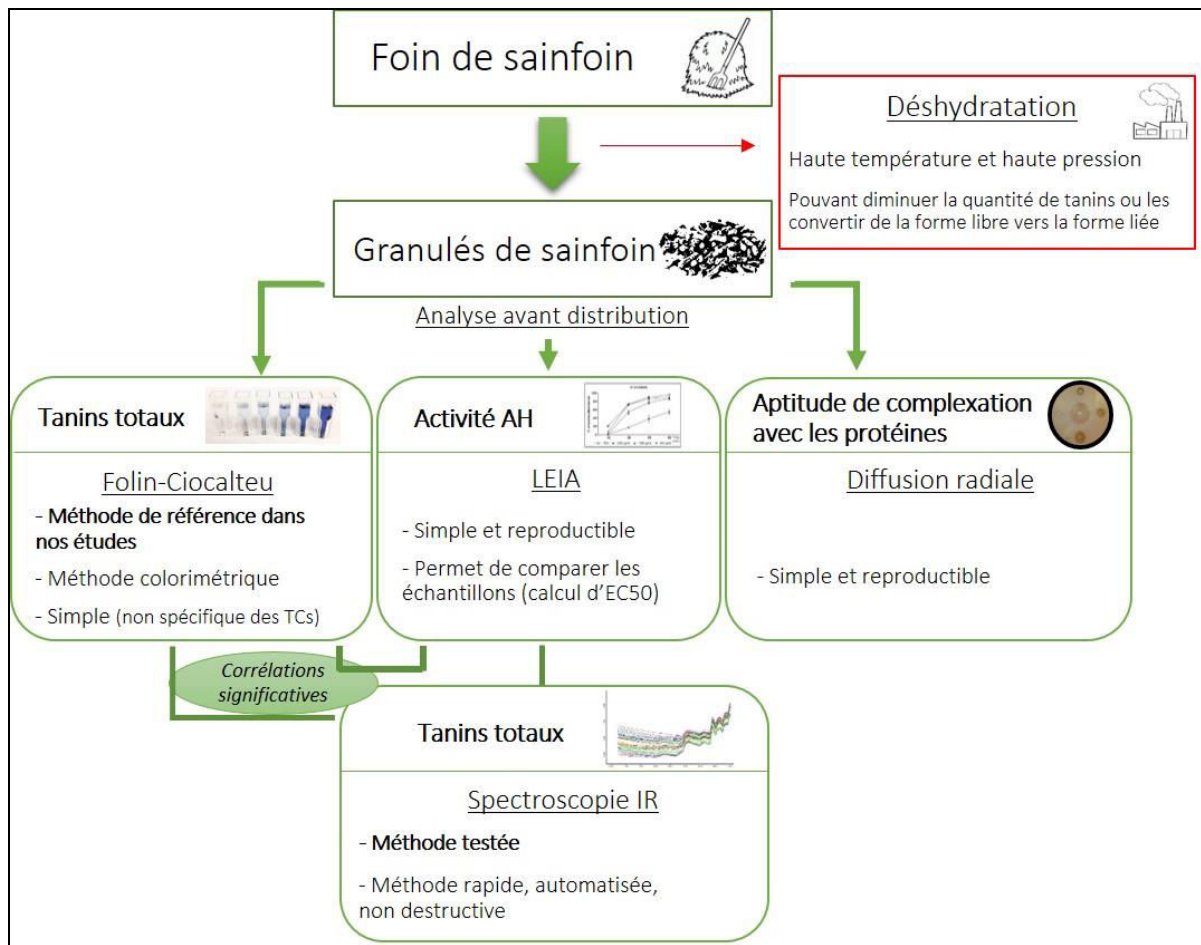 Foin de sainfoin
Déshydratation
Haute température et haute pression
Pouvant diminuer la quantité de tanins ou les
convertir de la forme libre vers la forme liée
Granulés de sainfoin
Analyse avant distribution
Tanins totaux
Folin-Ciocalteu
- Méthode de référence dans
nos études
- Méthode colorimétrique
- Simple (non spécifique des TCs)
Activité AH
LEIA
- Simple et reproductible
- Permet de comparer les
échantillons (calcul d’EC50)
Aptitude de complexation
avec les protéines
Diffusion radiale
- Simple et reproductible
Corrélations
significatives
Tanins totaux
Spectroscopie IR
- Méthode testée
- Méthode rapide, automatisée,
non destructive